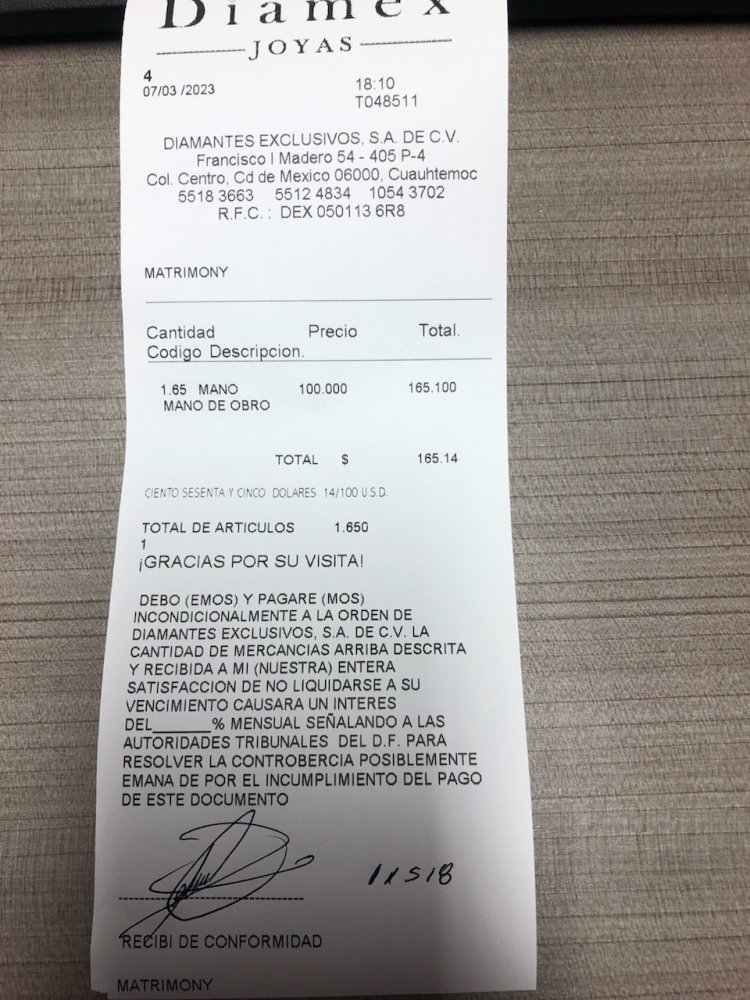 Diamex
JOYAS
4
07/03 /2023 18:10
T048511
DIAMANTES EXCLUSIVOS, S.A. DE C.V.
Francisco I Madero 54 - 405 P-4
Col. Centro, Cd de Mexico 06000, Cuauhtemoc
5518 3663 5512 4834 1054 3702
R.F.C. : DEX 050113 6R8
MATRIMONY
Cantidad Precio Total.
Codigo Descripcion.
1.65 MANO 100.000 165.100
MANO DE OBRO
TOTAL $ 165.14
CIENTO SESENTA Y CINCO DOLARES 14/100 U.S.D.
TOTAL DE ARTICULOS 1.650
1
¡GRACIAS POR SU VISITA!
DEBO (EMOS) Y PAGARE (MOS)
INCONDICIONALMENTE A LA ORDEN DE
DIAMANTES EXCLUSIVOS, S.A. DE C.V. LA
CANTIDAD DE MERCANCIAS ARRIBA DESCRITA
Y RECIBIDA A MI (NUESTRA) ENTERA
SATISFACCION DE NO LIQUIDARSE A SU
VENCIMIENTO CAUSARA UN INTERES
DEL______% MENSUAL SEÑALANDO A LAS
AUTORIDADES TRIBUNALES DEL D.F. PARA
RESOLVER LA CONTROBERCIA POSIBLEMENTE
EMANA DE POR EL INCUMPLIMIENTO DEL PAGO
DE ESTE DOCUMENTO
RECIBI DE CONFORMIDAD
MATRIMONY